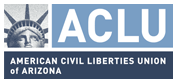 ACLU
AMERICAN CIVIL LIBERTIES UNION
of ARIZONA